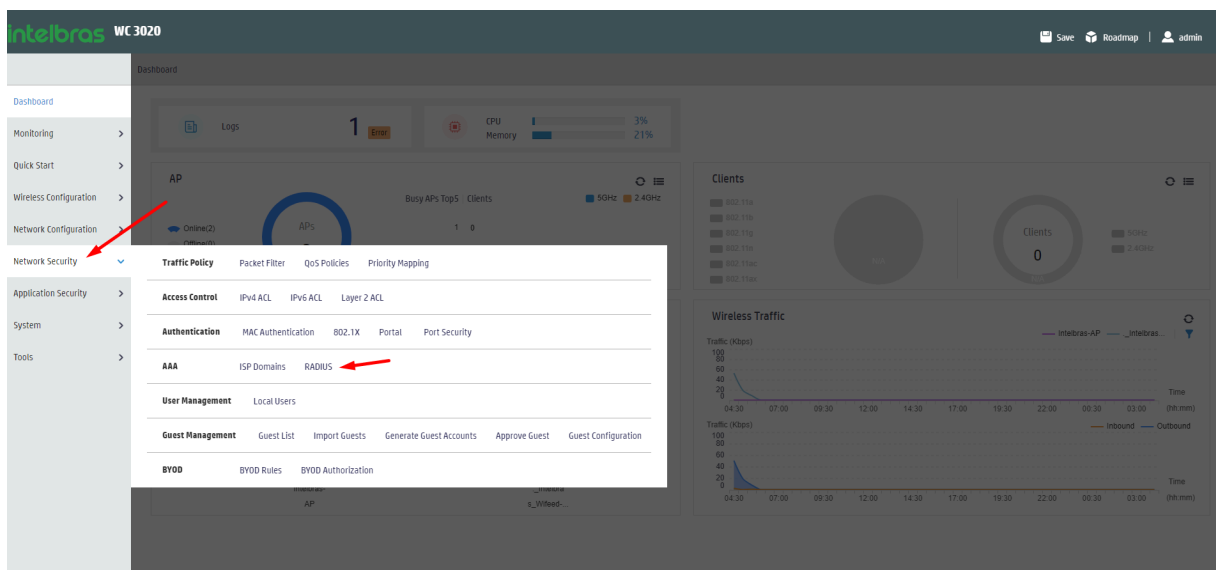 intelbras WC 3020
Save Roadmap | admin
Dashboard
Dashboard
Monitoring
Quick Start
Wireless Configuration
Network Configuration
Network Security
Application Security
System
Tools
Logs 1 Error
CPU 3%
Memory 21%
AP
Busy APs Top5 Clients 5GHz 2.4GHz
Online(2)
Offline(0)
APs
1 0
Traffic Policy Packet Filter QoS Policies Priority Mapping
Access Control IPv4 ACL IPv6 ACL Layer 2 ACL
Authentication MAC Authentication 802.1X Portal Port Security
AAA ISP Domains RADIUS
User Management Local Users
Guest Management Guest List Import Guests Generate Guest Accounts Approve Guest Guest Configuration
BYOD BYOD Rules BYOD Authorization
AP
Clients
802.11a
802.11b
802.11g
802.11n
802.11ac
Clients
0
5GHz
2.4GHz
Wireless Traffic
Intelbras-AP ._Intelbras...
Traffic (Kbps)
100
80
60
40
20
0
04:30 07:00 09:30 12:00 14:30 17:00 19:30 22:00 00:30 03:00
Time
(hh:mm)
Traffic (Kbps)
Inbound Outbound
100
80
60
40
20
0
04:30 07:00 09:30 12:00 14:30 17:00 19:30 22:00 00:30 03:00
Time
(hh:mm)